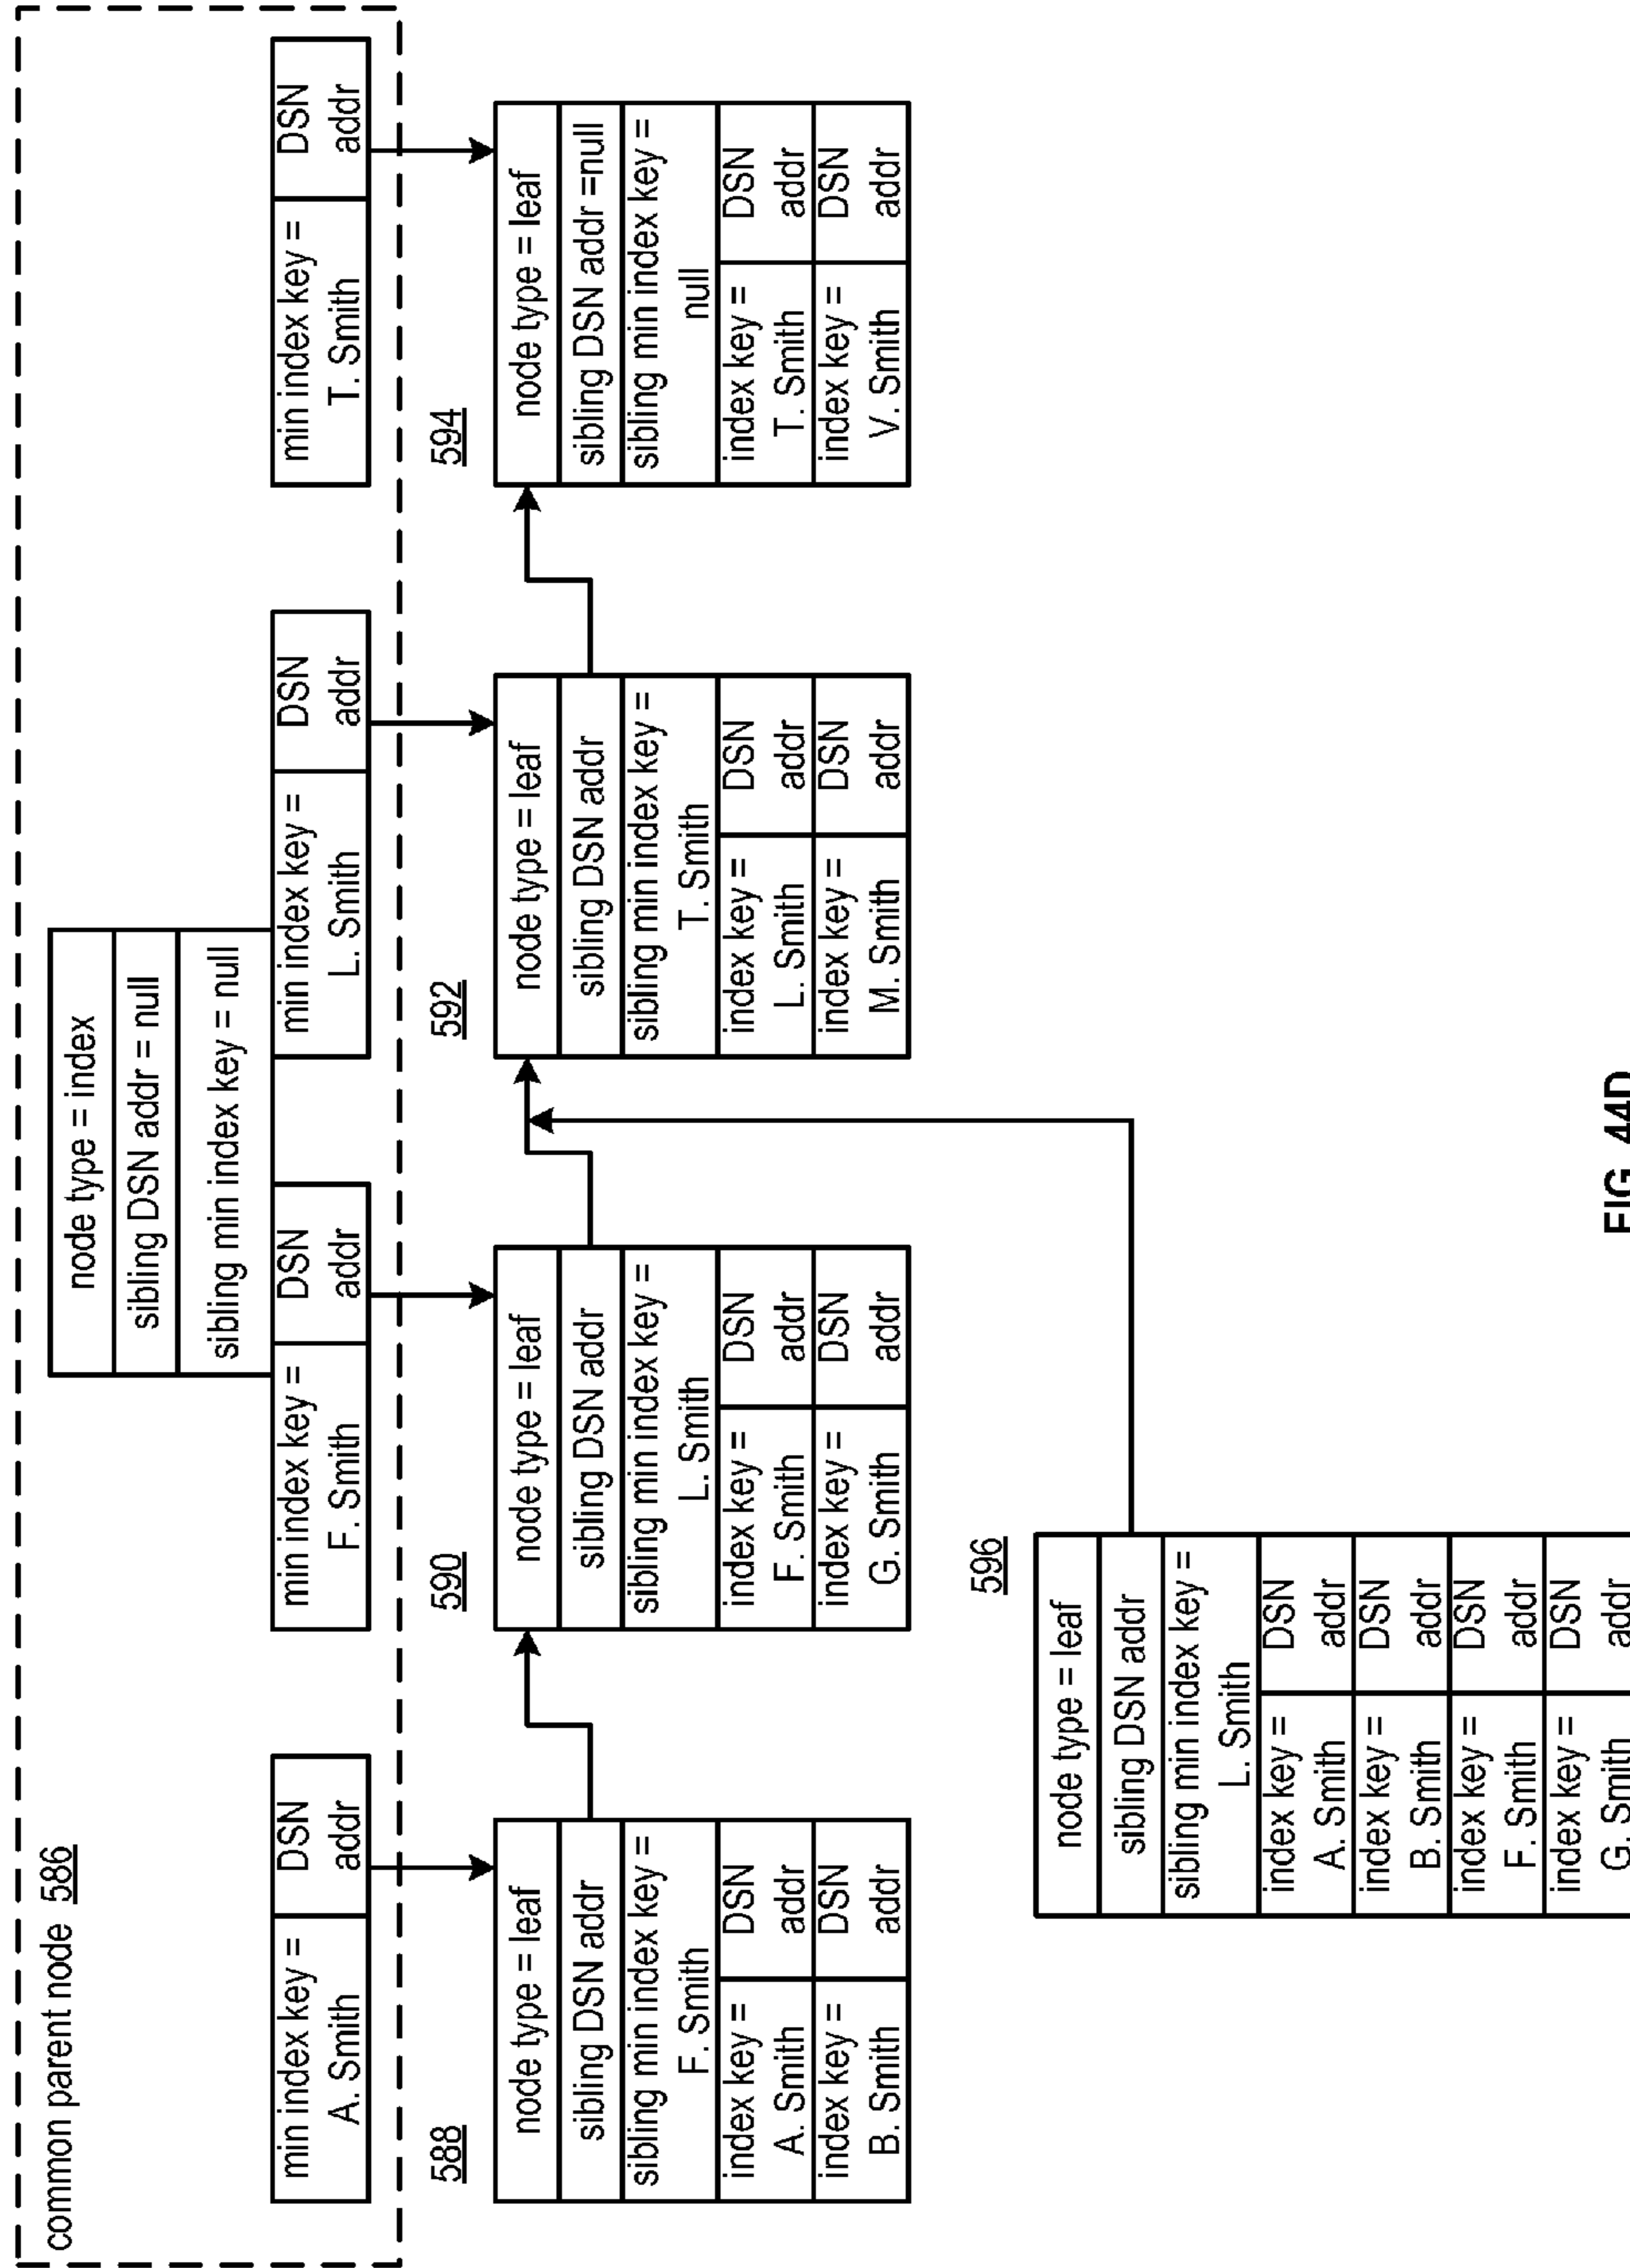 common parent node 586
node type = index
sibling DSN addr = null
sibling min index key = null
min index key =
A. Smith
DSN
addr
min index key =
F. Smith
DSN
addr
min index key =
L. Smith
DSN
addr
min index key =
T. Smith
DSN
addr
588
node type = leaf
sibling DSN addr
sibling min index key =
F. Smith
index key =
A. Smith
DSN
addr
index key =
B. Smith
DSN
addr
590
node type = leaf
sibling DSN addr
sibling min index key =
L. Smith
index key =
F. Smith
DSN
addr
index key =
G. Smith
DSN
addr
592
node type = leaf
sibling DSN addr
sibling min index key =
T. Smith
index key =
L. Smith
DSN
addr
index key =
M. Smith
DSN
addr
594
node type = leaf
sibling DSN addr =null
sibling min index key =
null
index key =
T. Smith
DSN
addr
index key =
V. Smith
DSN
addr
596
node type = leaf
sibling DSN addr
sibling min index key =
L. Smith
index key =
A. Smith
DSN
addr
index key =
B. Smith
DSN
addr
index key =
F. Smith
DSN
addr
index key =
G. Smith
DSN
addr
FIG. 44D